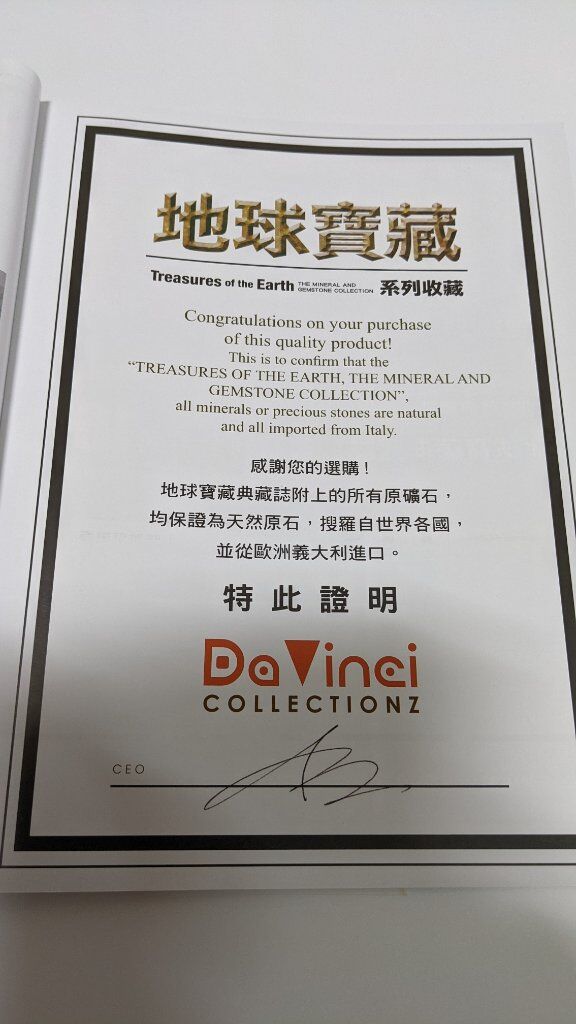 地球寶藏
Treasures of the Earth THE MINERAL AND GEMSTONE COLLECTION 系列收藏
Congratulations on your purchase
of this quality product!
This is to confirm that the
“TREASURES OF THE EARTH, THE MINERAL AND
GEMSTONE COLLECTION”,
all minerals or precious stones are natural
and all imported from Italy.
感謝您的選購！
地球寶藏典藏誌附上的所有原礦石，
均保證為天然原石，搜羅自世界各國，
並從歐洲義大利進口。
特此證明
DaVinci
COLLECTIONZ
CEO